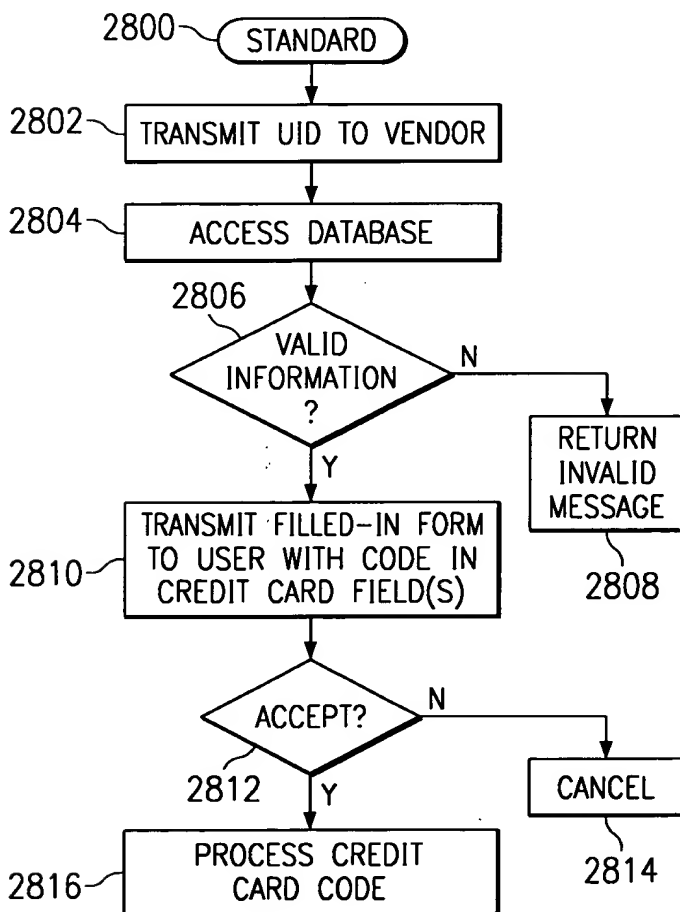 2800
STANDARD
2802
TRANSMIT UID TO VENDOR
2804
ACCESS DATABASE
2806
VALID
INFORMATION
?
N
Y
RETURN
INVALID
MESSAGE
2808
2810
TRANSMIT FILLED-IN FORM
TO USER WITH CODE IN
CREDIT CARD FIELD(S)
ACCEPT?
N
2812
Y
CANCEL
2814
2816
PROCESS CREDIT
CARD CODE